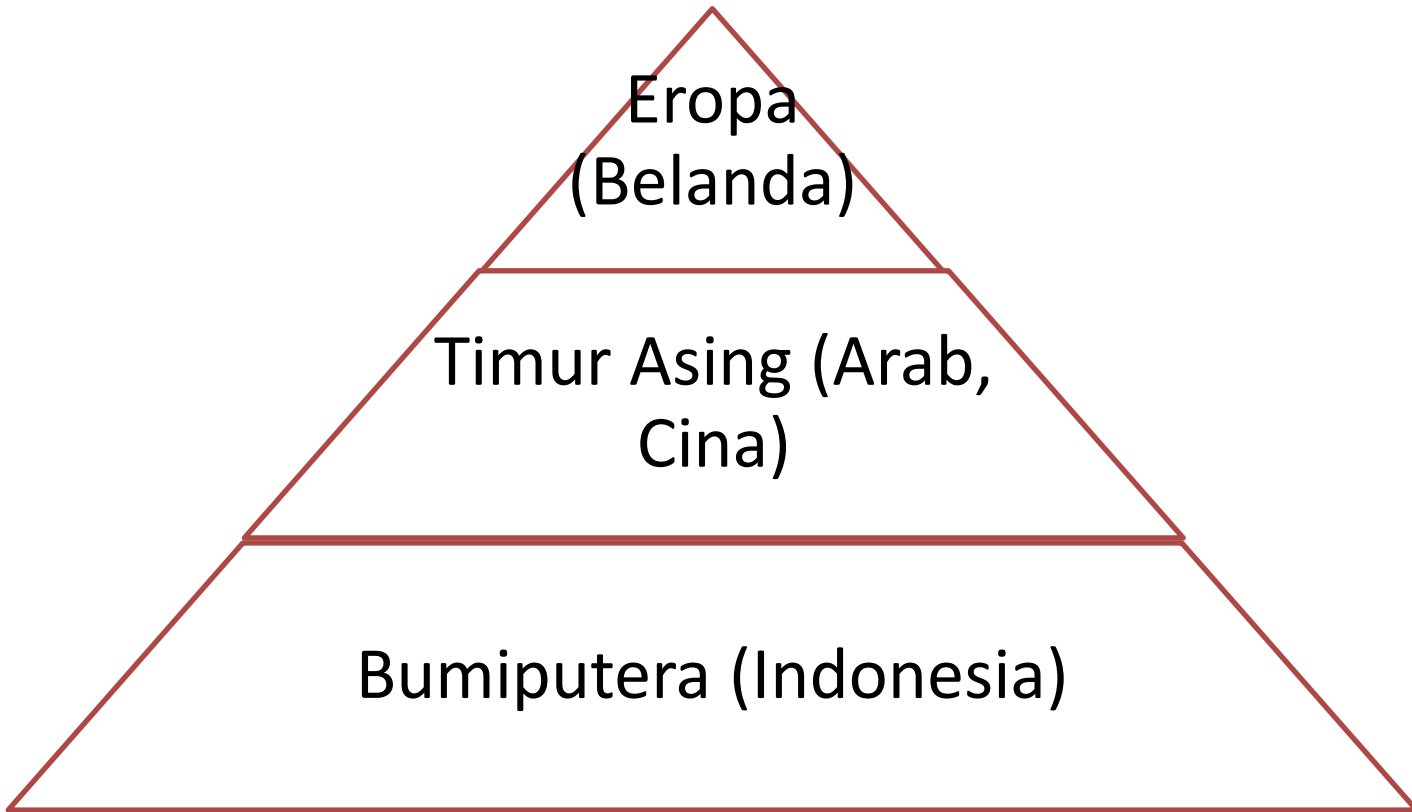 Eropa
(Belanda)
Timur Asing (Arab,
Cina)
Bumiputera (Indonesia)